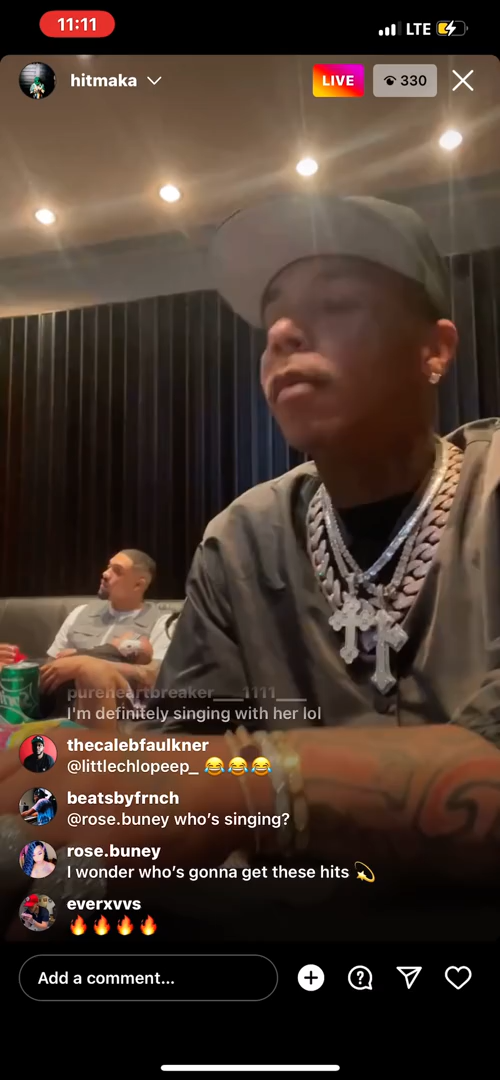 11:11
LTE
hitmaka
LIVE
330
pureheartbreaker___1111___
I'm definitely singing with her lol
thecalebfaulkner
@littlechlopeep_ 😂😂😂
beatsbyfrnch
@rose.buney who's singing?
rose.buney
I wonder who's gonna get these hits 💫
everxvvs
🔥🔥🔥🔥
Add a comment...